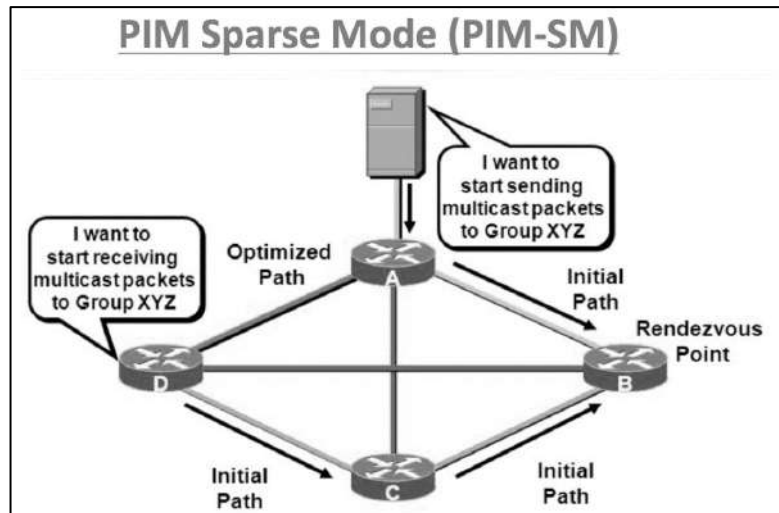 PIM Sparse Mode (PIM-SM)
I want to
start sending
multicast packets
to Group XYZ
I want to
start receiving
multicast packets
to Group XYZ
Optimized
Path
A
Initial
Path
Rendezvous
Point
D
B
Initial
Path
C
Initial
Path